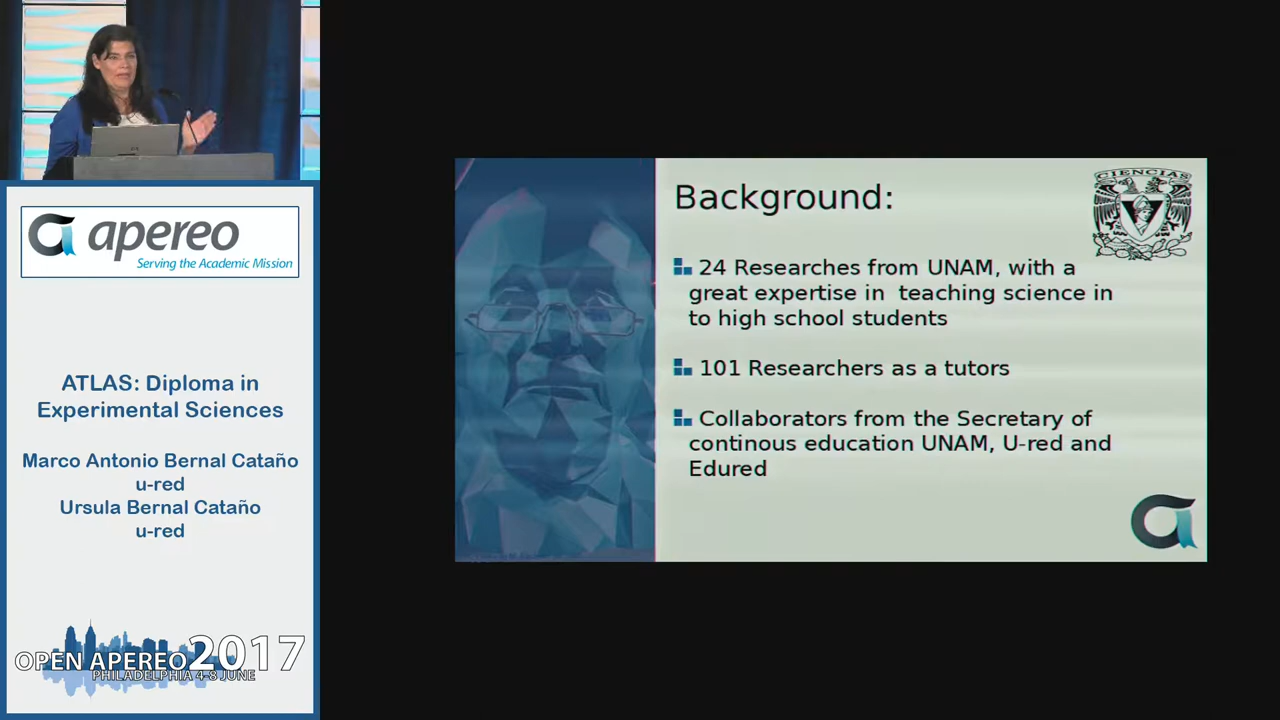 apereo
Serving the Academic Mission
ATLAS: Diploma in
Experimental Sciences
Marco Antonio Bernal Cataño
u-red
Ursula Bernal Cataño
u-red
OPEN APEREO 2017
PHILADELPHIA 4-8 JUNE
Background:
CIENCIAS
24 Researches from UNAM, with a
great expertise in teaching science in
to high school students
101 Researchers as a tutors
Collaborators from the Secretary of
continous education UNAM, U-red and
Edured